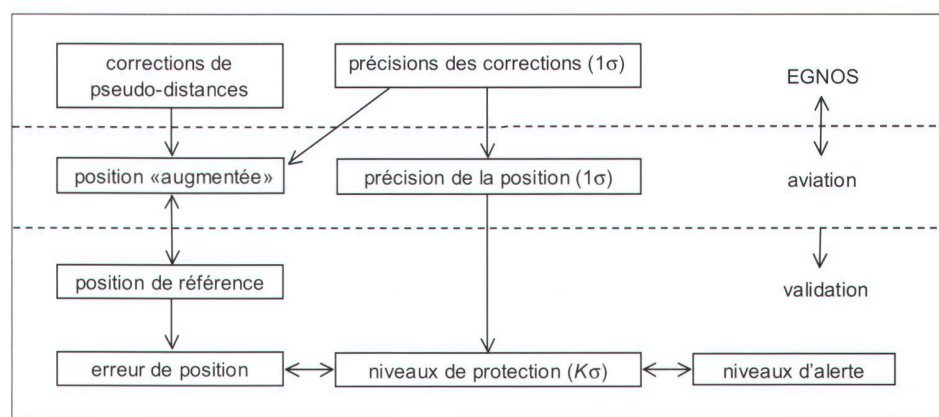 corrections de
pseudo-distances
précisions des corrections (1σ)
EGNOS
position «augmentée»
précision de la position (1σ)
aviation
position de référence
validation
erreur de position
niveaux de protection (Kσ)
niveaux d'alerte